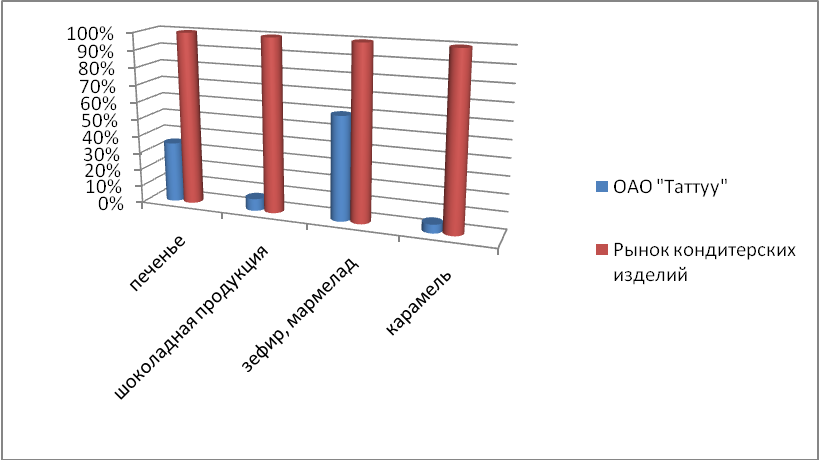 100%
90%
80%
70%
60%
50%
40%
30%
20%
10%
0%
печенье
шоколадная продукция
зефир, мармелад
карамель
ОАО "Таттуу"
Рынок кондитерских
изделий